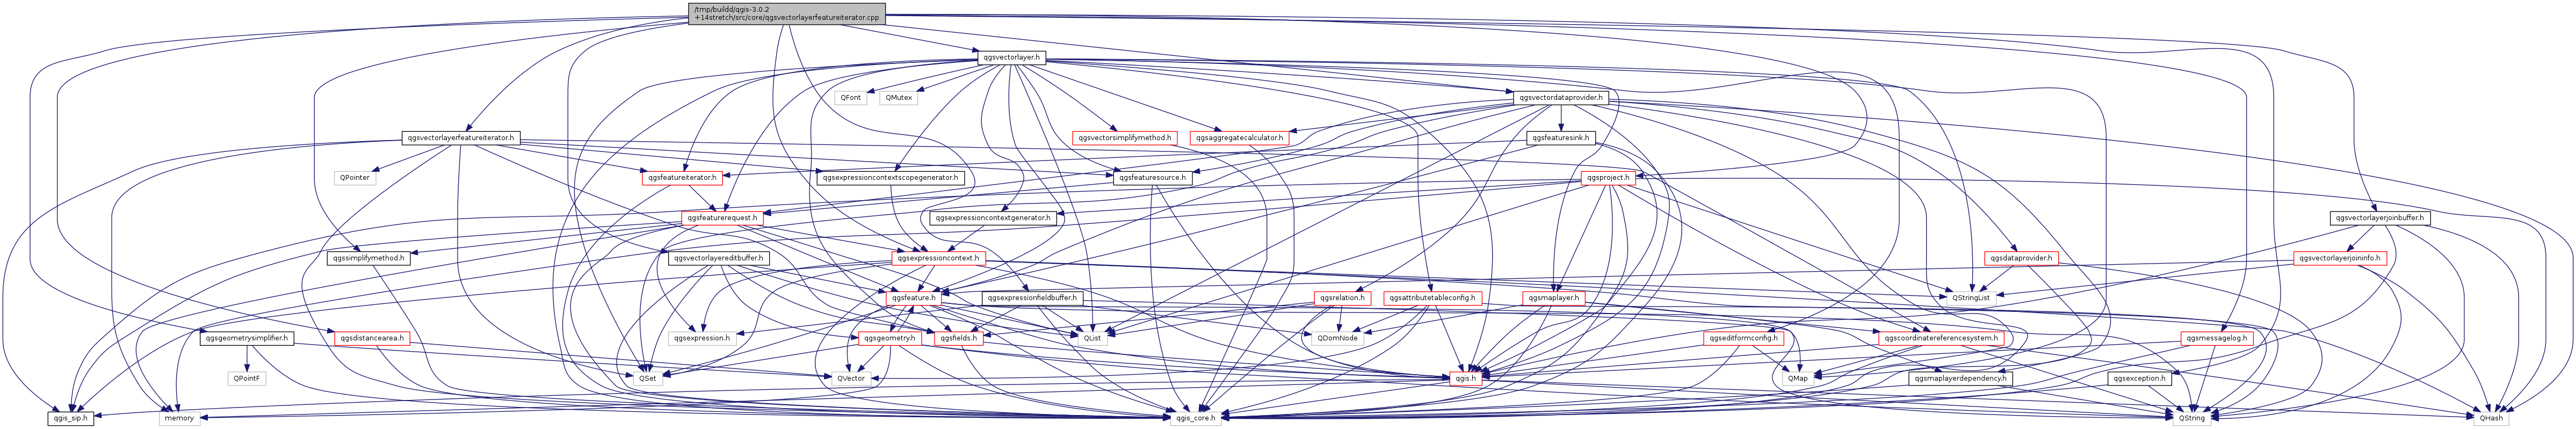 /tmp/buildd/qgis-3.0.2
+14stretch/src/core/qgsvectorlayerfeatureiterator.cpp
qgsvectorlayer.h
QFont
QMutex
qgsvectordataprovider.h
qgsvectorlayerfeatureiterator.h
qgsvectorsimplifymethod.h
qgsaggregatecalculator.h
qgsfeaturesink.h
QPointer
qgsfeatureiterator.h
qgsexpressioncontextscopegenerator.h
qgsfeaturesource.h
qgsproject.h
qgsfeaturerequest.h
qgsexpressioncontextgenerator.h
qgsvectorlayerjoinbuffer.h
qgssimplifymethod.h
qgsvectorlayereditbuffer.h
qgsexpressioncontext.h
qgsdataprovider.h
qgsvectorlayerjoininfo.h
qgsfeature.h
qgsexpressionfieldbuffer.h
qgsrelation.h
qgsattributetableconfig.h
qgsmaplayer.h
QStringList
qgsgeometrysimplifier.h
qgsdistancearea.h
qgsexpression.h
qgsgeometry.h
qgsfields.h
QList
QDomNode
qgseditformconfig.h
qgscoordinatereferencesystem.h
qgsmessagelog.h
QPointF
QSet
QVector
qgis.h
QMap
qgsmaplayerdependency.h
qgsexception.h
qgis_sip.h
memory
qgis_core.h
QString
QHash